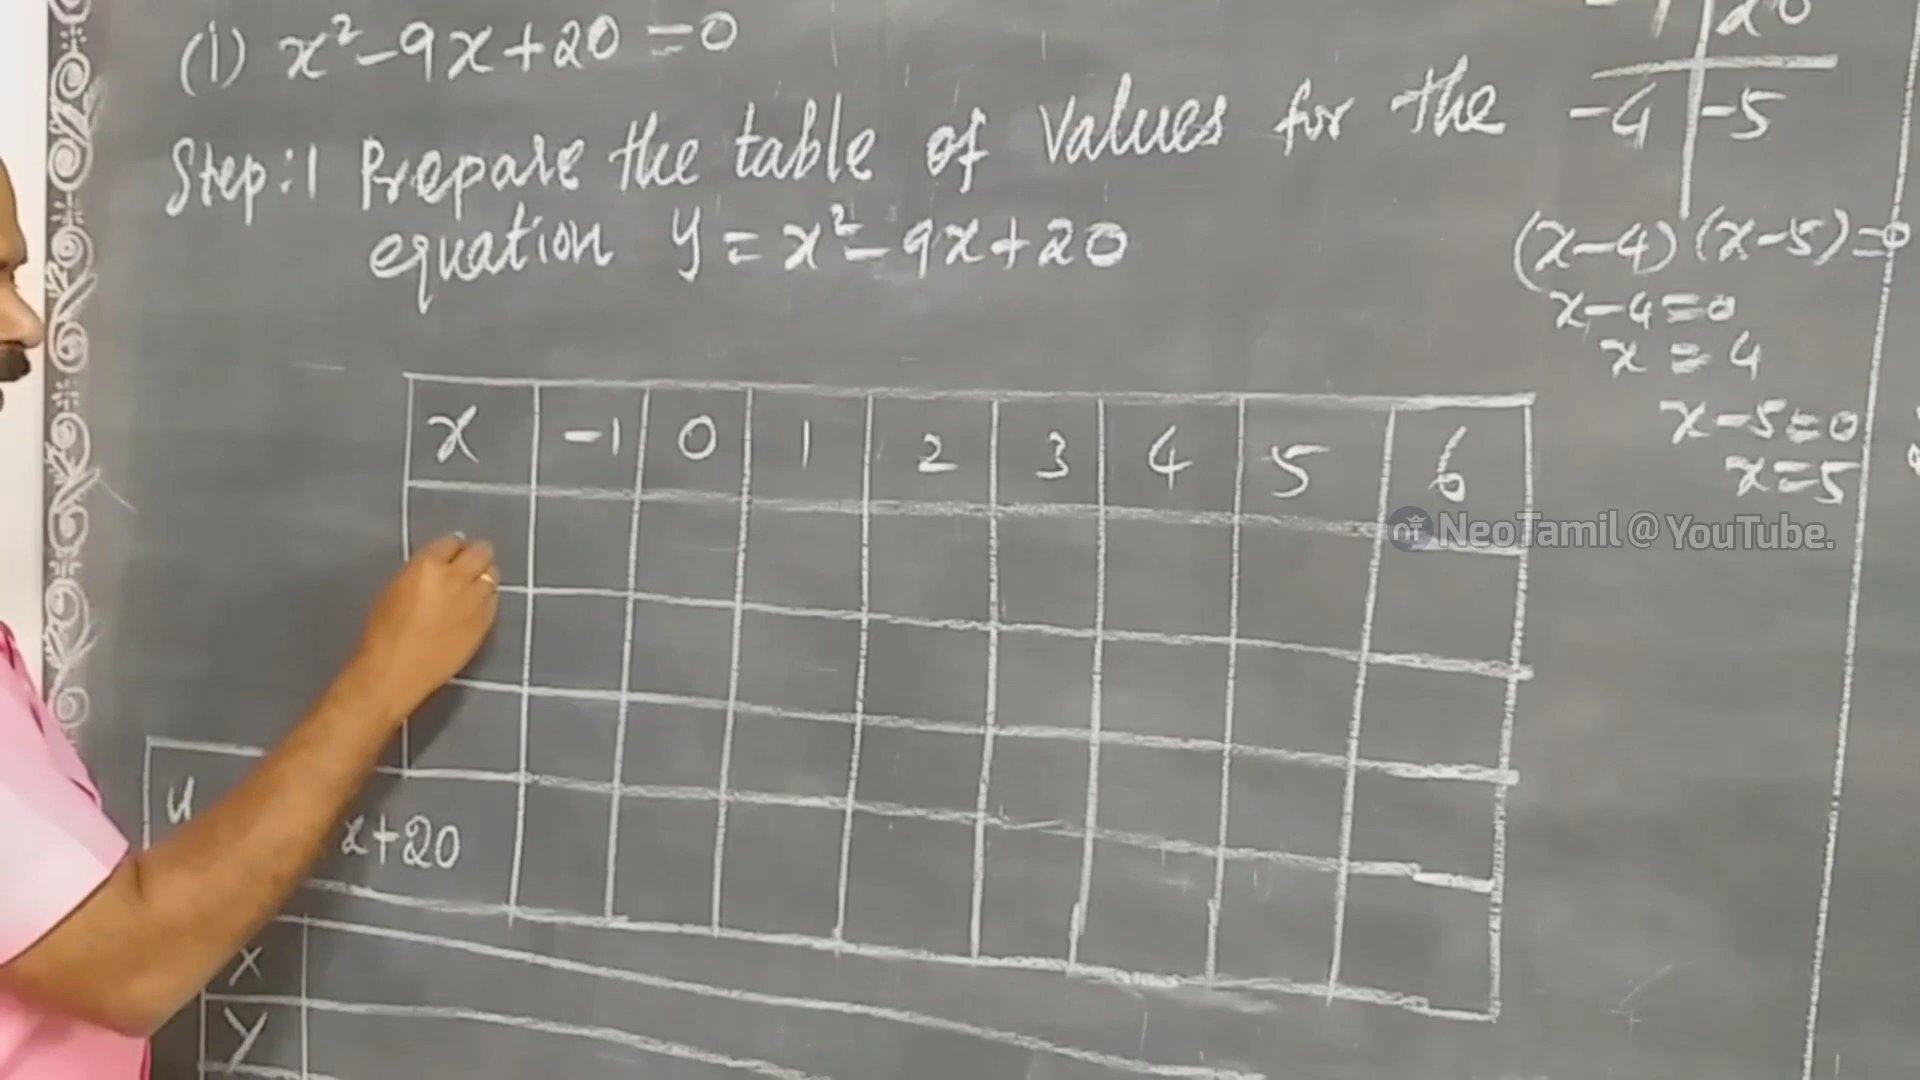 (i) x²-9x+20=0
Step:1 Prepare the table of values for the
equation y=x²-9x+20
20
-4 -5
(x-4)(x-5)=0
x-4=0
x=4
x-5=0
x=5
x -1 0 1 2 3 4 5 6
NeoTamil @ YouTube.
y x+20
x
y